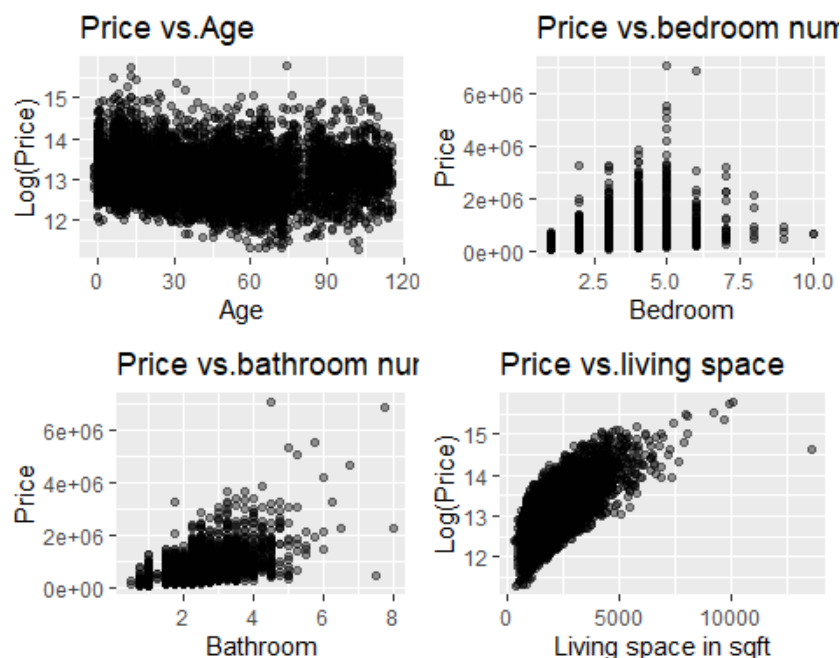 Price vs.Age
Log(Price)
15
14
13
12
0 30 60 90 120
Age
Price vs.bedroom num
Price
6e+06
4e+06
2e+06
0e+00
2.5 5.0 7.5 10.0
Bedroom
Price vs.bathroom nur
Price
6e+06
4e+06
2e+06
0e+00
2 4 6 8
Bathroom
Price vs.living space
Log(Price)
15
14
13
12
0 5000 10000
Living space in sqft